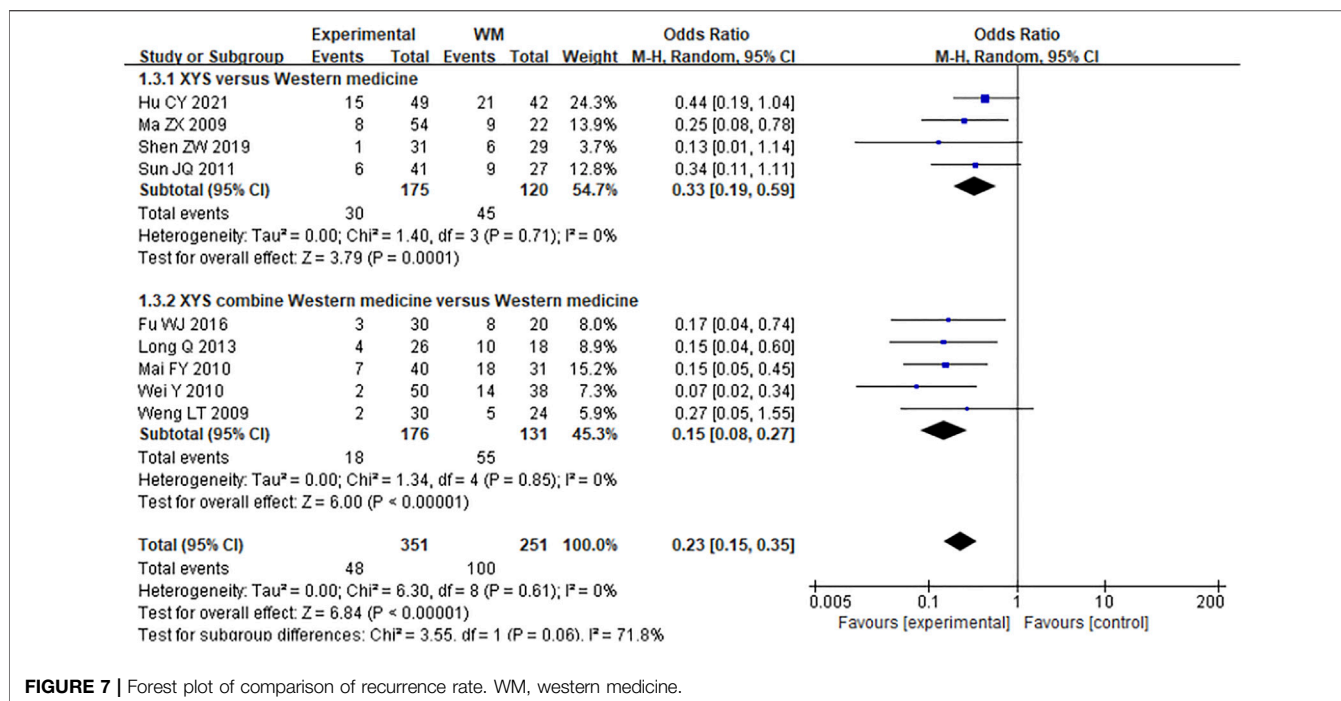 Experimental WM Odds Ratio Odds Ratio
Study or Subgroup Events Total Events Total Weight M-H, Random, 95% CI M-H, Random, 95% CI
1.3.1 XYS versus Western medicine
Hu CY 2021 15 49 21 42 24.3% 0.44 [0.19, 1.04]
Ma ZX 2009 8 54 9 22 13.9% 0.25 [0.08, 0.78]
Shen ZW 2019 1 31 6 29 3.7% 0.13 [0.01, 1.14]
Sun JQ 2011 6 41 9 27 12.8% 0.34 [0.11, 1.11]
Subtotal (95% CI) 175 120 54.7% 0.33 [0.19, 0.59]
Total events 30 45
Heterogeneity: Tau² = 0.00; Chi² = 1.40, df = 3 (P = 0.71); I² = 0%
Test for overall effect: Z = 3.79 (P = 0.0001)
1.3.2 XYS combine Western medicine versus Western medicine
Fu WJ 2016 3 30 8 20 8.0% 0.17 [0.04, 0.74]
Long Q 2013 4 26 10 18 8.9% 0.15 [0.04, 0.60]
Mai FY 2010 7 40 18 31 15.2% 0.15 [0.05, 0.45]
Wei Y 2010 2 50 14 38 7.3% 0.07 [0.02, 0.34]
Weng LT 2009 2 30 5 24 5.9% 0.27 [0.05, 1.55]
Subtotal (95% CI) 176 131 45.3% 0.15 [0.08, 0.27]
Total events 18 55
Heterogeneity: Tau² = 0.00; Chi² = 1.34, df = 4 (P = 0.85); I² = 0%
Test for overall effect: Z = 6.00 (P < 0.00001)
Total (95% CI) 351 251 100.0% 0.23 [0.15, 0.35]
Total events 48 100
Heterogeneity: Tau² = 0.00; Chi² = 6.30, df = 8 (P = 0.61); I² = 0%
Test for overall effect: Z = 6.84 (P < 0.00001)
Test for subgroup differences: Chi² = 3.55, df = 1 (P = 0.06), I² = 71.8%
0.005 0.1 1 10 200
Favours [experimental] Favours [control]
FIGURE 7 | Forest plot of comparison of recurrence rate. WM, western medicine.